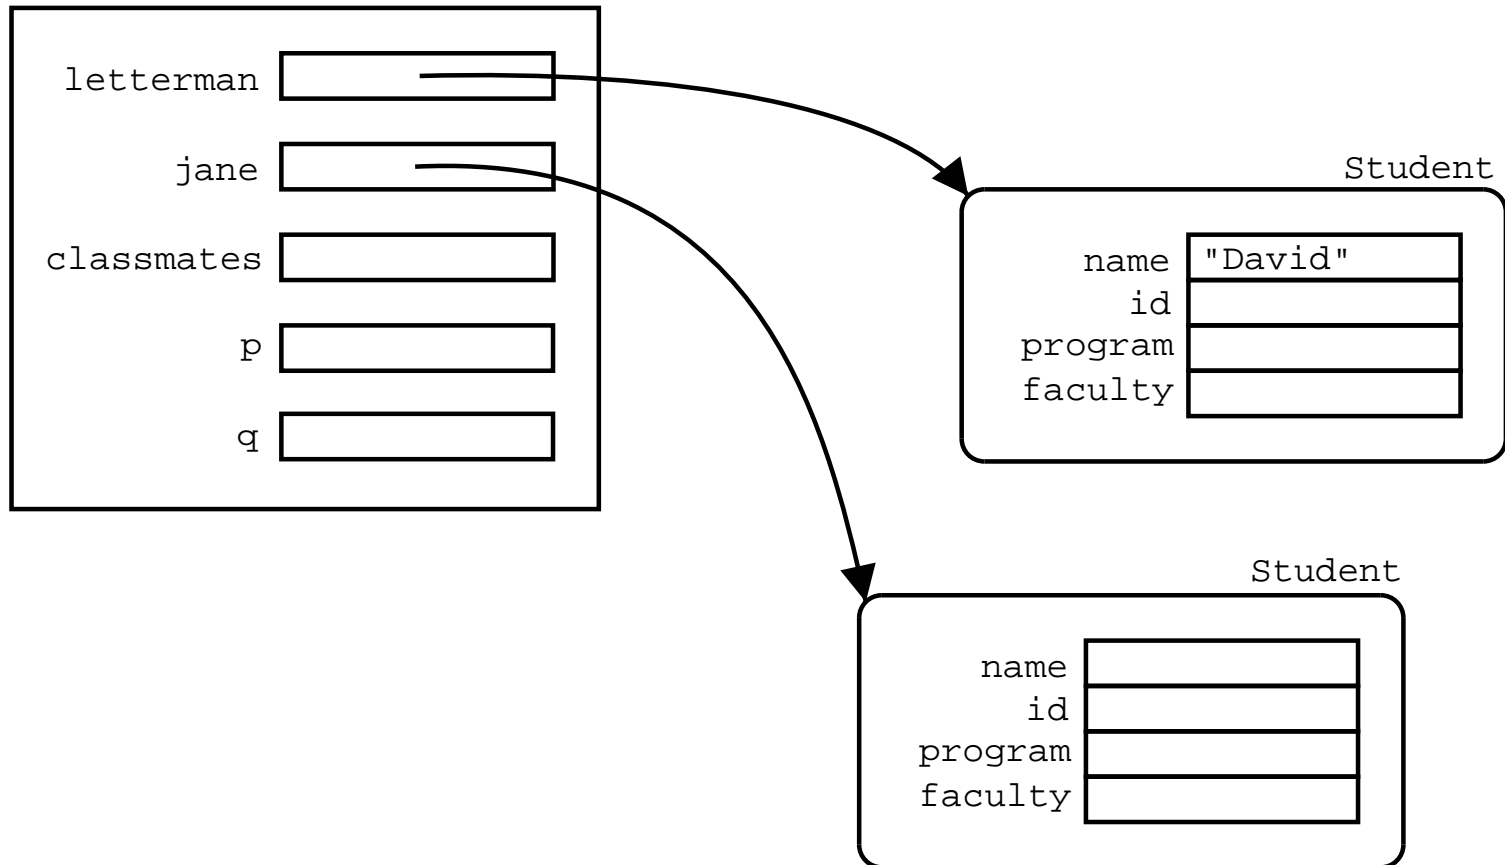 letterman
jane
classmates
p
q
Student
name "David"
id
program
faculty
Student
name
id
program
faculty